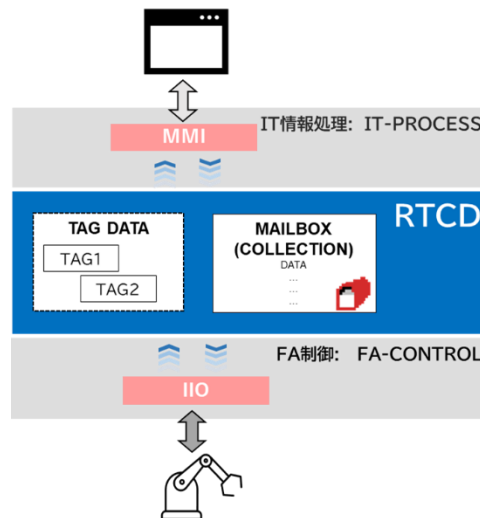 MMI
IT情報処理: IT-PROCESS
RTCD
TAG DATA
TAG1
TAG2
MAILBOX
(COLLECTION)
DATA
...
...
...
FA制御: FA-CONTROL
IIO